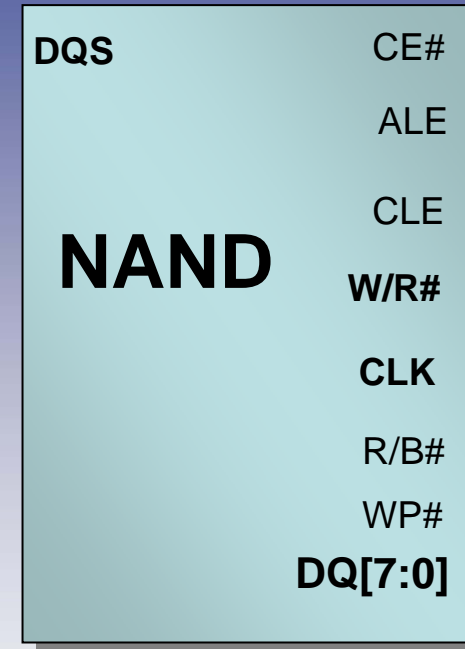 DQS
CE#
ALE
CLE
NAND
W/R#
CLK
R/B#
WP#
DQ[7:0]